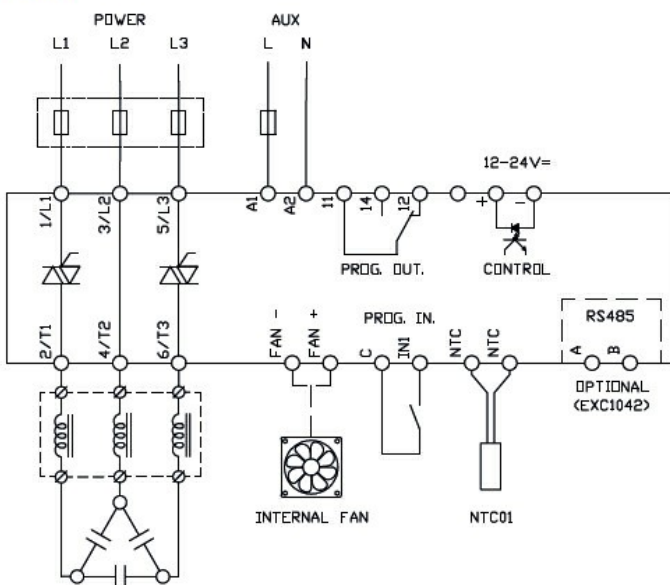 POWER AUX
L1 L2 L3 L N
12-24V=
1/L1 3/L2 5/L3 A1 A2 11 14 12 + -
PROG. OUT. CONTROL
PROG. IN. RS485
2/T1 4/T2 6/T3 FAN - FAN + C IN1 NTC NTC A B
OPTIONAL
(EXC1042)
INTERNAL FAN NTC01